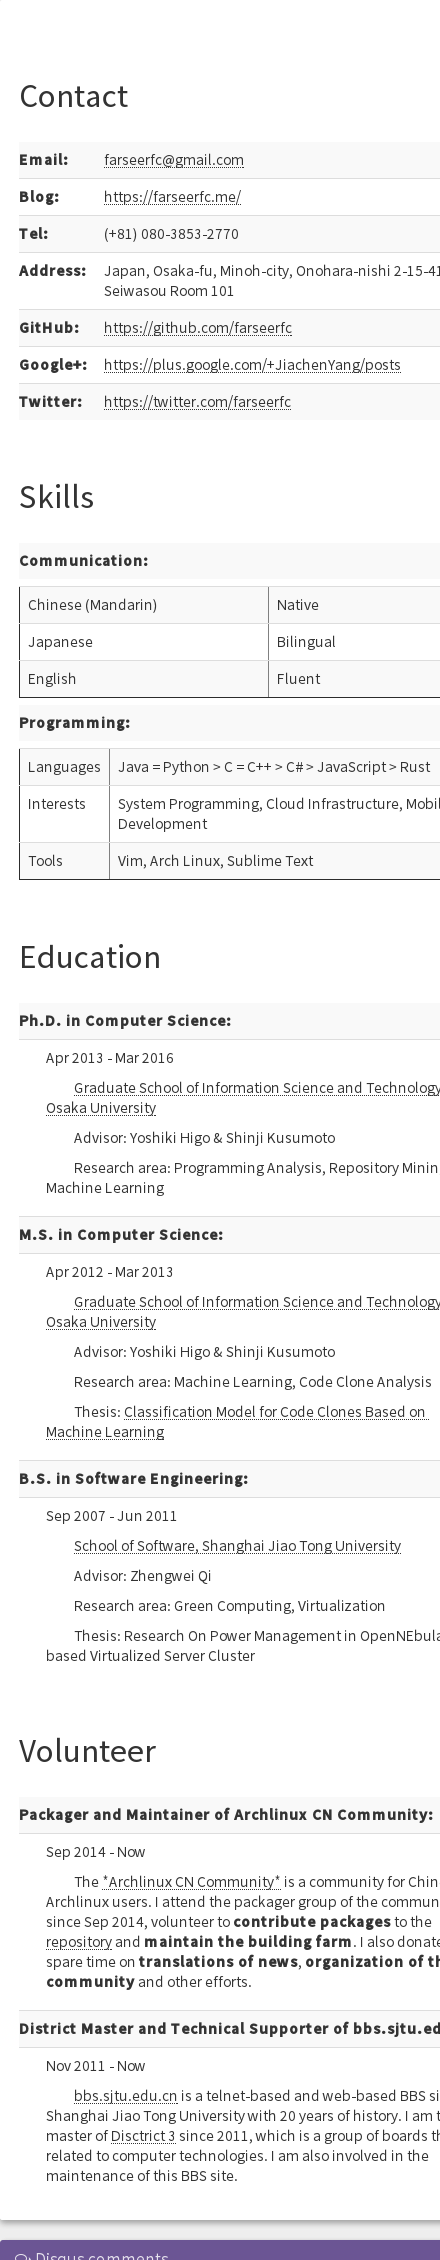 Contact
Email: farseerfc@gmail.com
Blog: https://farseerfc.me/
Tel: (+81) 080-3853-2770
Address: Japan, Osaka-fu, Minoh-city, Onohara-nishi 2-15-41
Seiwasou Room 101
GitHub: https://github.com/farseerfc
Google+: https://plus.google.com/+JiachenYang/posts
Twitter: https://twitter.com/farseerfc
Skills
Communication:
Chinese (Mandarin) Native
Japanese Bilingual
English Fluent
Programming:
Languages Java = Python > C = C++ > C# > JavaScript > Rust
Interests System Programming, Cloud Infrastructure, Mobil
Development
Tools Vim, Arch Linux, Sublime Text
Education
Ph.D. in Computer Science:
Apr 2013 - Mar 2016
Graduate School of Information Science and Technology
Osaka University
Advisor: Yoshiki Higo & Shinji Kusumoto
Research area: Programming Analysis, Repository Minin
Machine Learning
M.S. in Computer Science:
Apr 2012 - Mar 2013
Graduate School of Information Science and Technology
Osaka University
Advisor: Yoshiki Higo & Shinji Kusumoto
Research area: Machine Learning, Code Clone Analysis
Thesis: Classification Model for Code Clones Based on
Machine Learning
B.S. in Software Engineering:
Sep 2007 - Jun 2011
School of Software, Shanghai Jiao Tong University
Advisor: Zhengwei Qi
Research area: Green Computing, Virtualization
Thesis: Research On Power Management in OpenNEbula
based Virtualized Server Cluster
Volunteer
Packager and Maintainer of Archlinux CN Community:
Sep 2014 - Now
The *Archlinux CN Community* is a community for Chin
Archlinux users. I attend the packager group of the commun
since Sep 2014, volunteer to contribute packages to the
repository and maintain the building farm. I also donate
spare time on translations of news, organization of th
community and other efforts.
District Master and Technical Supporter of bbs.sjtu.ed
Nov 2011 - Now
bbs.sjtu.edu.cn is a telnet-based and web-based BBS si
Shanghai Jiao Tong University with 20 years of history. I am t
master of Disctrict 3 since 2011, which is a group of boards th
related to computer technologies. I am also involved in the
maintenance of this BBS site.
Disqus comments